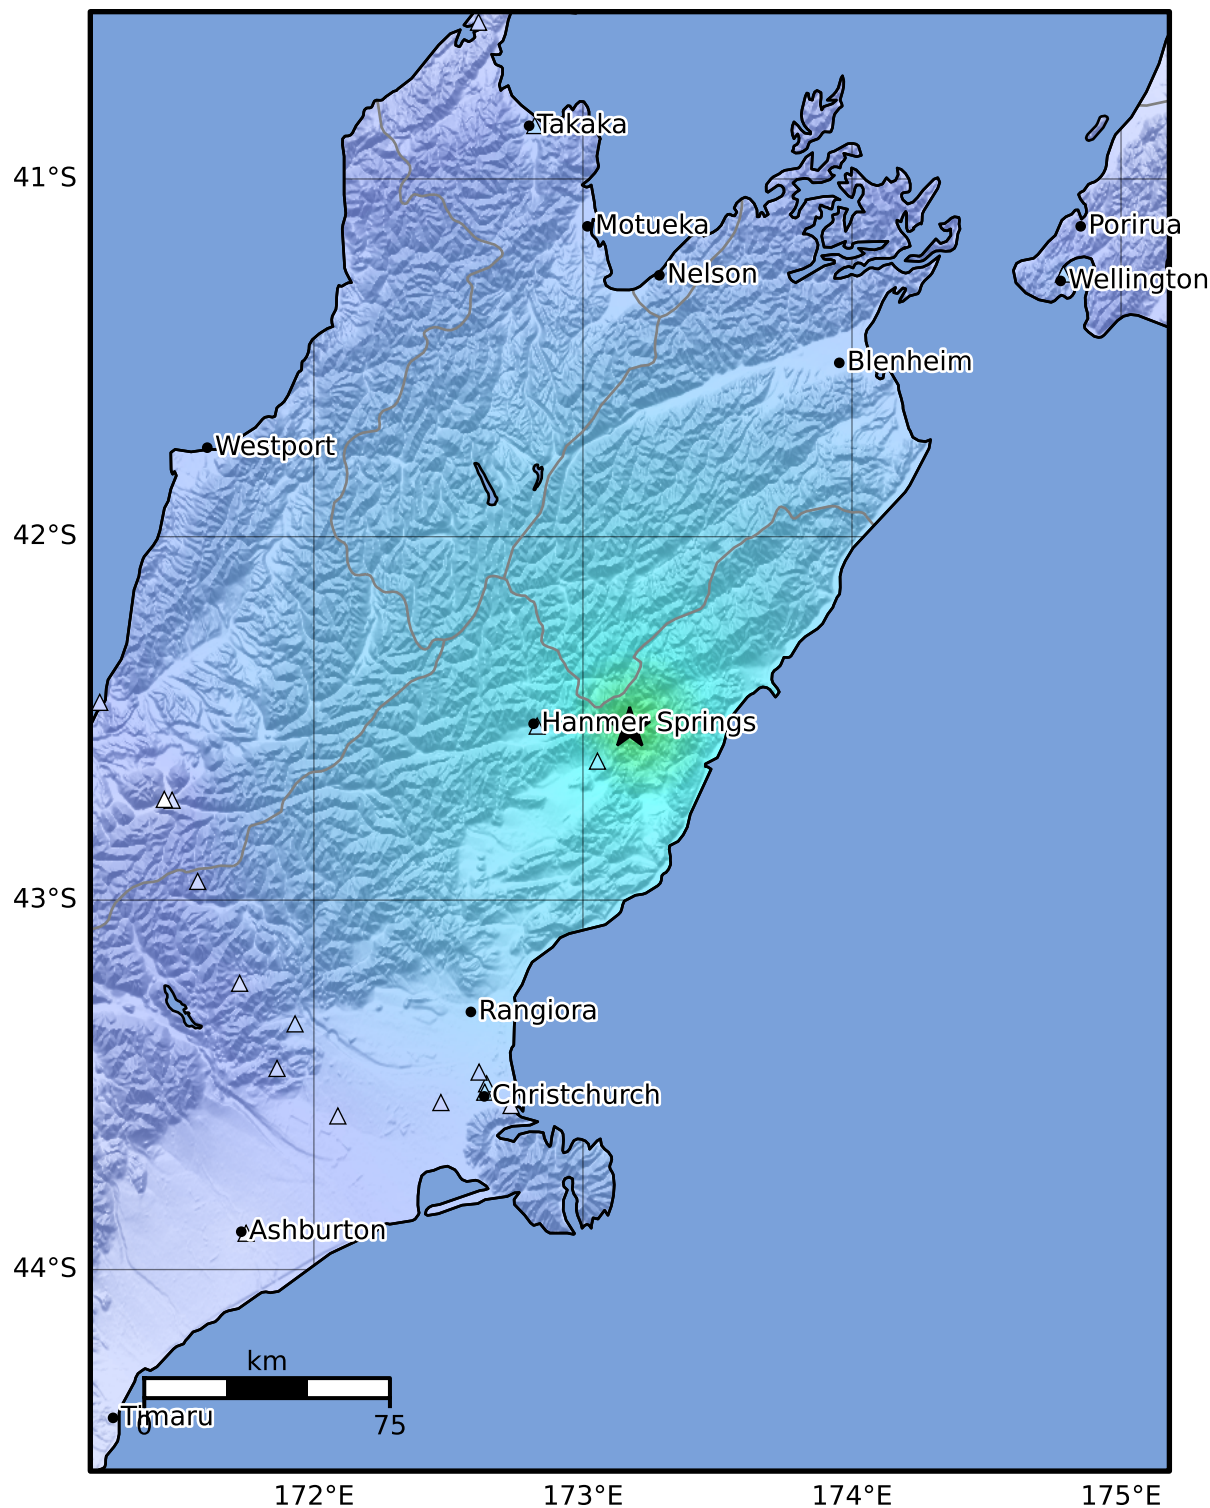 Takaka
41°S
Motueka
Porirua
Nelson
Wellington
Blenheim
Westport
42°S
Hanmer Springs
43°S
Rangiora
Christchurch
Ashburton
44°S
km
Timaru
0
75
172°E
173°E
174°E
175°E